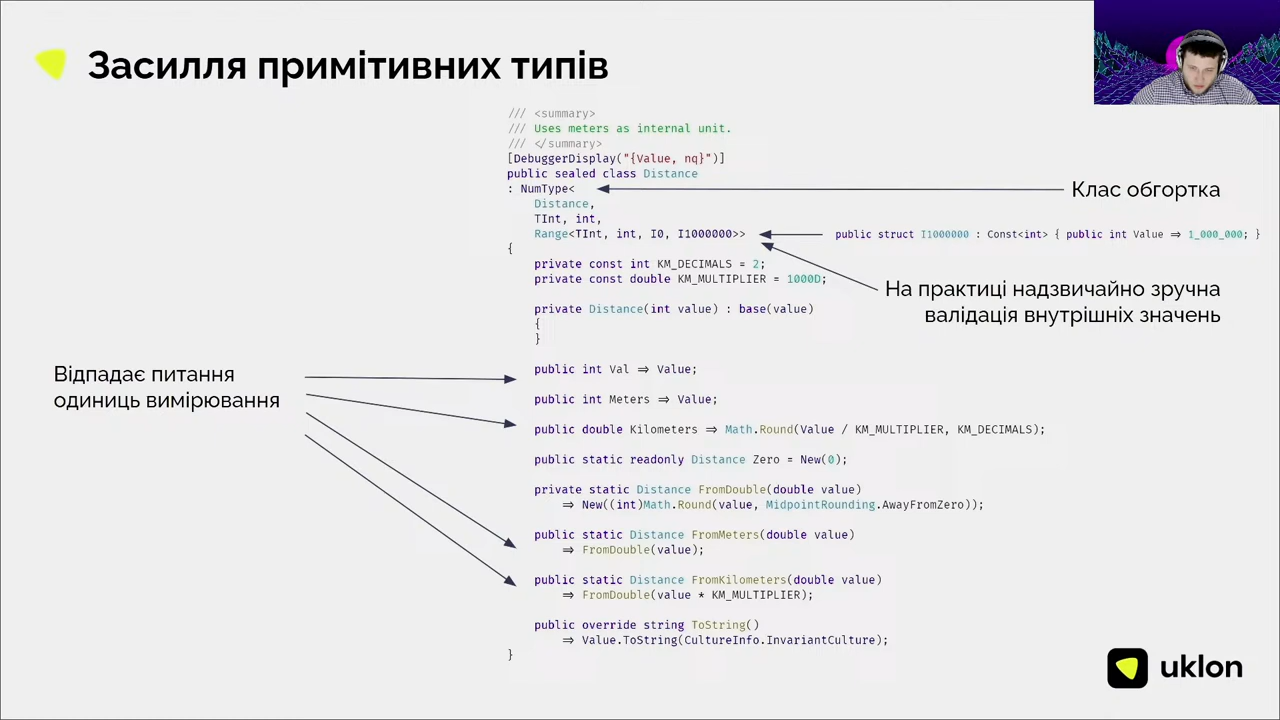 Засилля примітивних типів
/// <summary>
/// Uses meters as internal unit.
/// </summary>
[DebuggerDisplay("{Value, nq}")]
public sealed class Distance
: NumType<
Distance,
TInt, int,
Range<TInt, int, I0, I1000000>>
{
private const int KM_DECIMALS = 2;
private const double KM_MULTIPLIER = 1000D;
private Distance(int value) : base(value)
{
}
public int Val => Value;
public int Meters => Value;
public double Kilometers => Math.Round(Value / KM_MULTIPLIER, KM_DECIMALS);
public static readonly Distance Zero = New(0);
private static Distance FromDouble(double value)
=> New((int)Math.Round(value, MidpointRounding.AwayFromZero));
public static Distance FromMeters(double value)
=> FromDouble(value);
public static Distance FromKilometers(double value)
=> FromDouble(value * KM_MULTIPLIER);
public override string ToString()
=> Value.ToString(CultureInfo.InvariantCulture);
}
Клас обгортка
public struct I1000000 : Const<int> { public int Value => 1_000_000; }
На практиці надзвичайно зручна
валідація внутрішніх значень
Відпадає питання
одиниць вимірювання
uklon